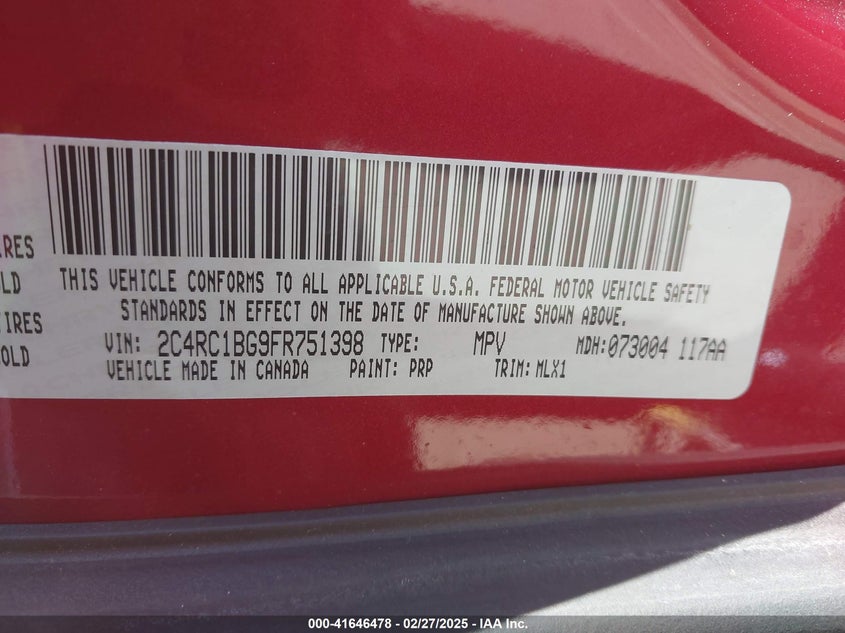 IRES
OLD
TIRES
OLD
THIS VEHICLE CONFORMS TO ALL APPLICABLE U.S.A. FEDERAL MOTOR VEHICLE SAFETY
STANDARDS IN EFFECT ON THE DATE OF MANUFACTURE SHOWN ABOVE.
VIN: 2C4RC1BG9FR751398 TYPE: MPV MDH:073004 117AA
VEHICLE MADE IN CANADA PAINT: PRP TRIM: MLX1
000-41646478 - 02/27/2025 - IAA Inc.